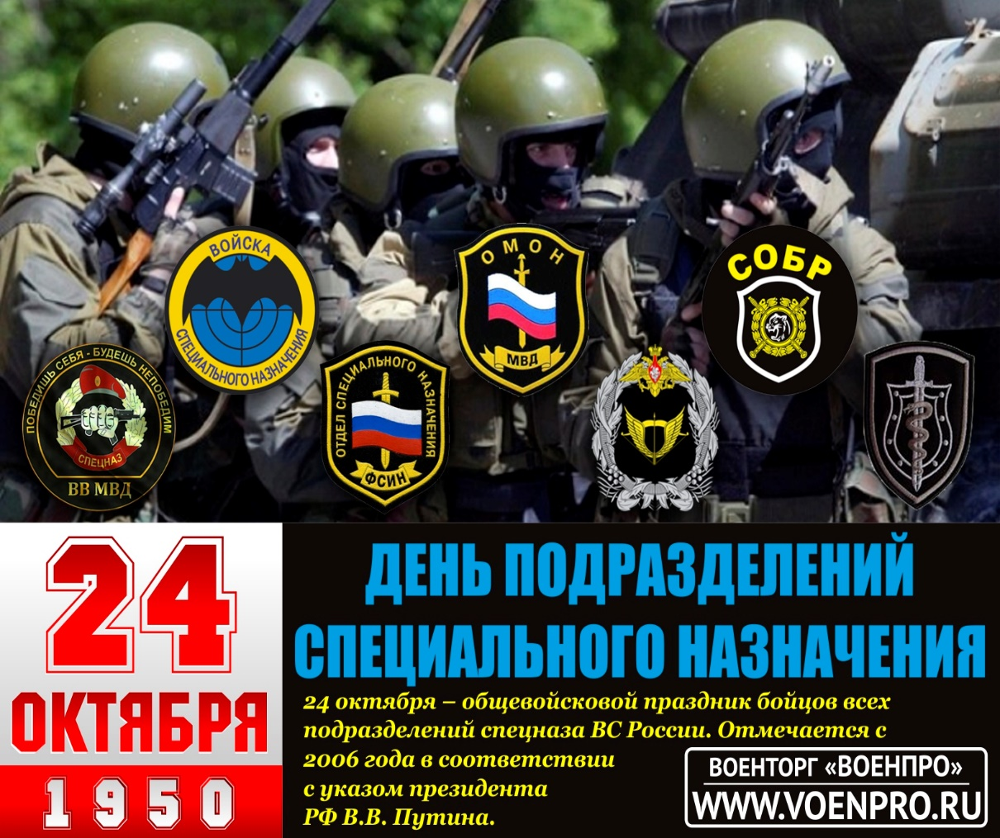 ВОЙСКА
СПЕЦИАЛЬНОГО НАЗНАЧЕНИЯ
ОМОН
МВД
СОБР
ПОБЕДИШЬ СЕБЯ - БУДЕШЬ НЕПОБЕДИМ
СПЕЦНАЗ
ВВ МВД
ОТДЕЛ СПЕЦИАЛЬНОГО НАЗНАЧЕНИЯ
ФСИН
24
ОКТЯБРЯ
1950
ДЕНЬ ПОДРАЗДЕЛЕНИЙ
СПЕЦИАЛЬНОГО НАЗНАЧЕНИЯ
24 октября – общевойсковой праздник бойцов всех
подразделений спецназа ВС России. Отмечается с
2006 года в соответствии
с указом президента
РФ В.В. Путина.
ВОЕНТОРГ «ВОЕНПРО»
WWW.VOENPRO.RU